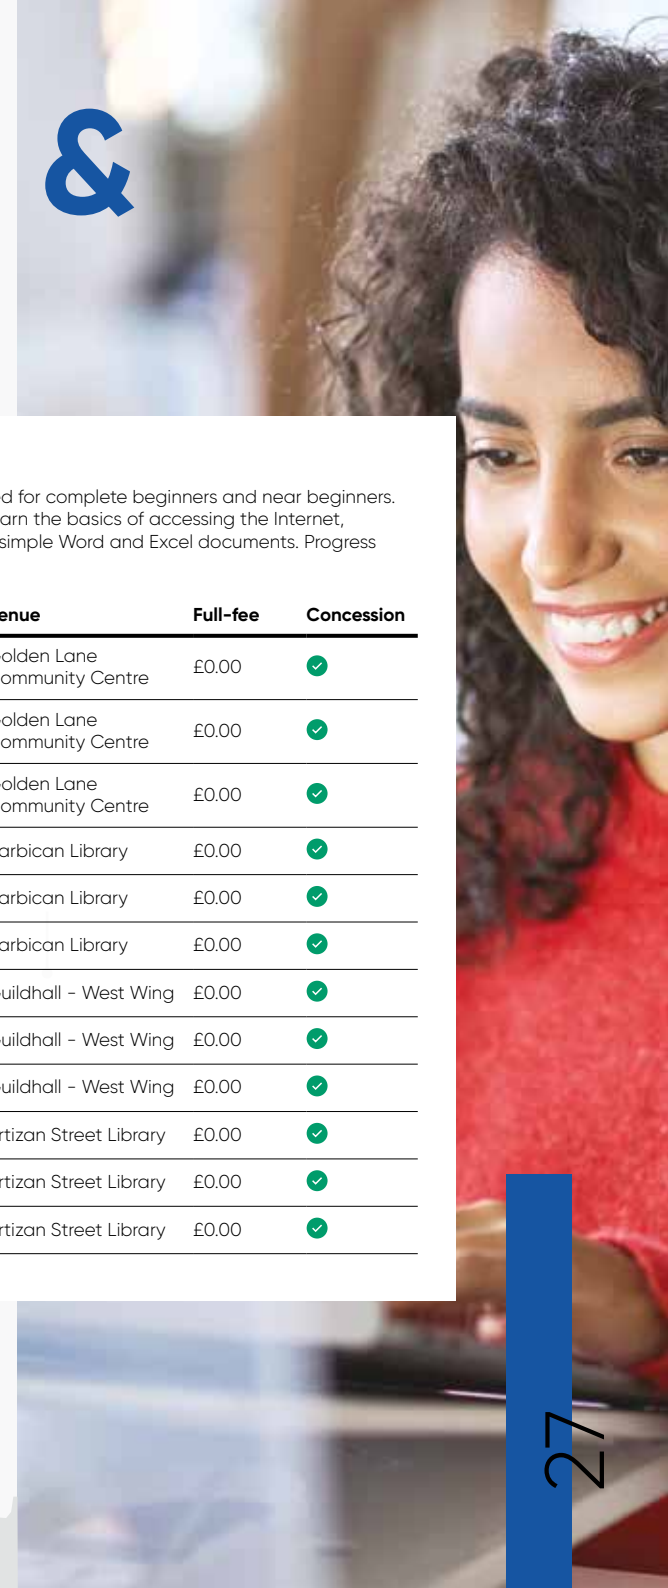 &
ed for complete beginners and near beginners.
arn the basics of accessing the Internet,
simple Word and Excel documents. Progress
enue Full-fee Concession
olden Lane
ommunity Centre £0.00
olden Lane
ommunity Centre £0.00
olden Lane
ommunity Centre £0.00
arbican Library £0.00
arbican Library £0.00
arbican Library £0.00
uildhall - West Wing £0.00
uildhall - West Wing £0.00
uildhall - West Wing £0.00
rtizan Street Library £0.00
rtizan Street Library £0.00
rtizan Street Library £0.00
27